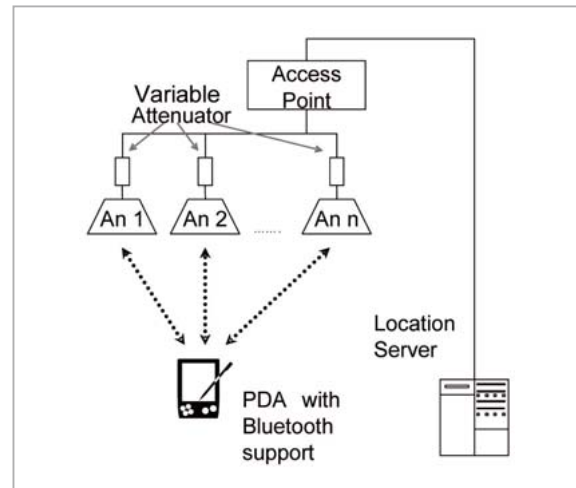 Access
Point
Variable
Attenuator
An 1
An 2
........
An n
Location
Server
PDA with
Bluetooth
support